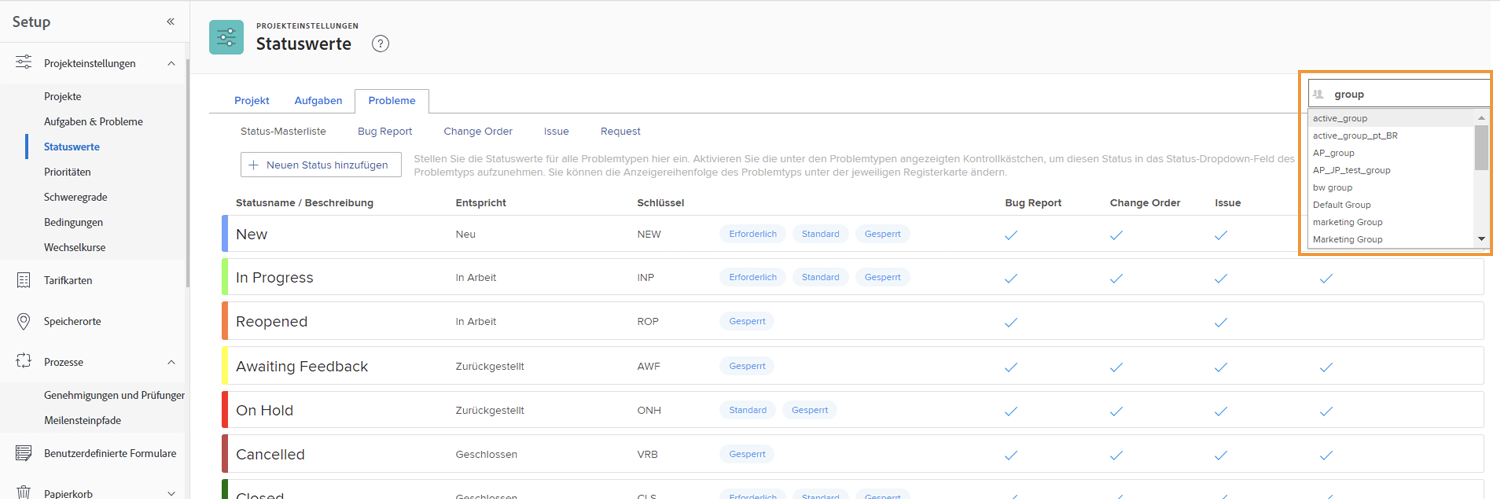 Setup
Projekteinstellungen
Projekte
Aufgaben & Probleme
Statuswerte
Prioritäten
Schweregrade
Bedingungen
Wechselkurse
Tarifkarten
Speicherorte
Prozesse
Genehmigungen und Prüfunger
Meilensteinpfade
Benutzerdefinierte Formulare
Papierkorb
PROJEKTEINSTELLUNGEN
Statuswerte ?
Projekt Aufgaben Probleme
Status-Masterliste Bug Report Change Order Issue Request
+ Neuen Status hinzufügen
Stellen Sie die Statuswerte für alle Problemtypen hier ein. Aktivieren Sie die unter den Problemtypen angezeigten Kontrollkästchen, um diesen Status in das Status-Dropdown-Feld des
Problemtyps aufzunehmen. Sie können die Anzeigereihenfolge des Problemtyps unter der jeweiligen Registerkarte ändern.
group
active_group
active_group_pt_BR
AP_group
AP_JP_test_group
bw group
Default Group
marketing Group
Marketing Group
Statusname / Beschreibung Entspricht Schlüssel Bug Report Change Order Issue
New Neu NEW Erforderlich Standard Gesperrt
In Progress In Arbeit INP Erforderlich Standard Gesperrt
Reopened In Arbeit ROP Gesperrt
Awaiting Feedback Zurückgestellt AWF Gesperrt
On Hold Zurückgestellt ONH Standard Gesperrt
Cancelled Geschlossen VRB Gesperrt
Closed Geschlossen CLS Erforderlich Standard Gesperrt